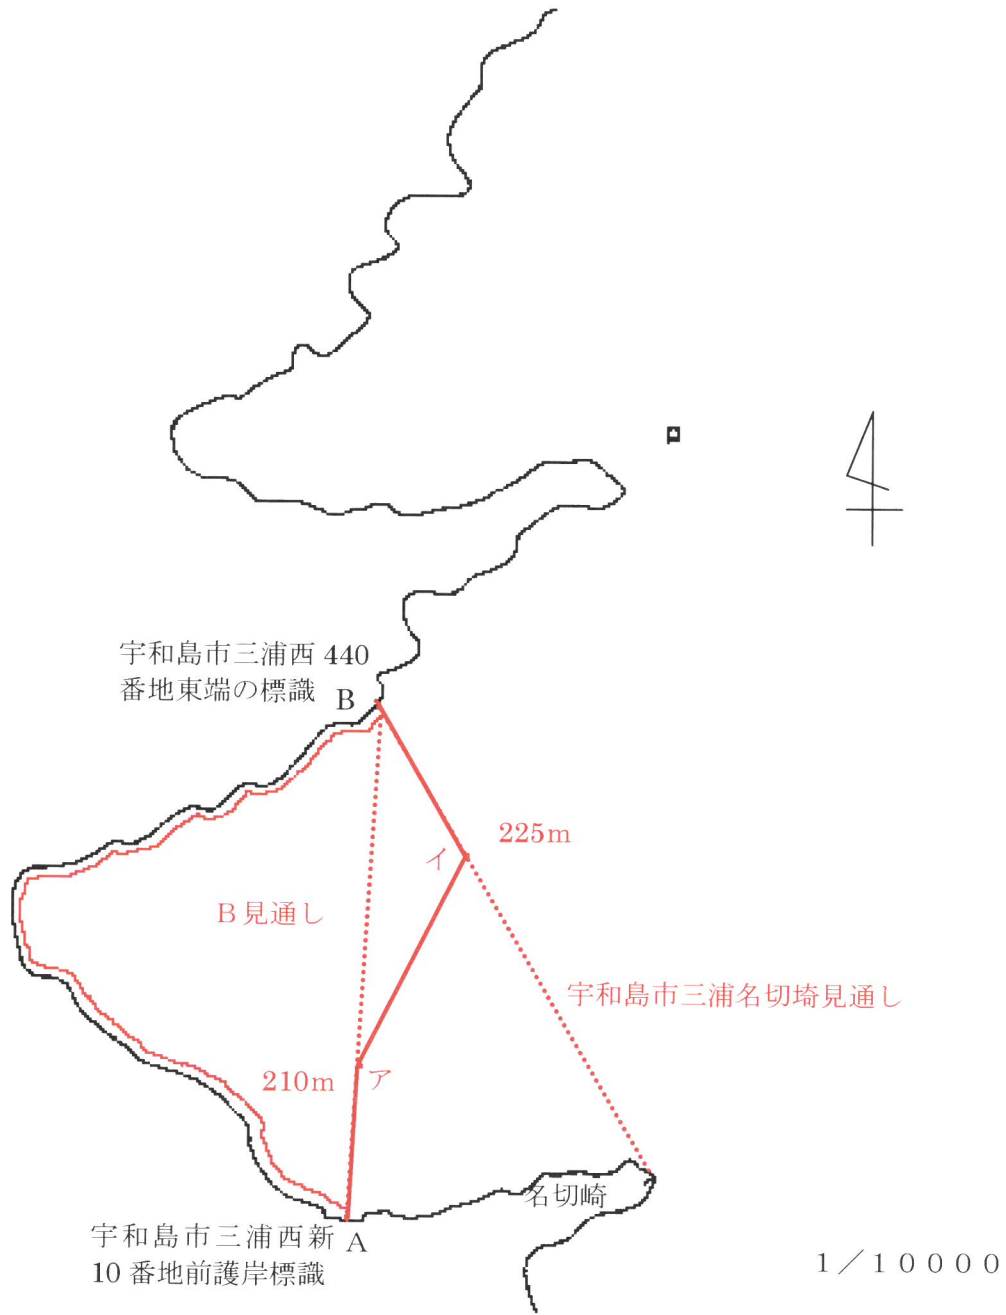 宇和島市三浦西 440
番地東端の標識
B
225m
イ
B見通し
宇和島市三浦名切埼見通し
210m
ア
名切崎
A
宇和島市三浦西新
10 番地前護岸標識
1/10000